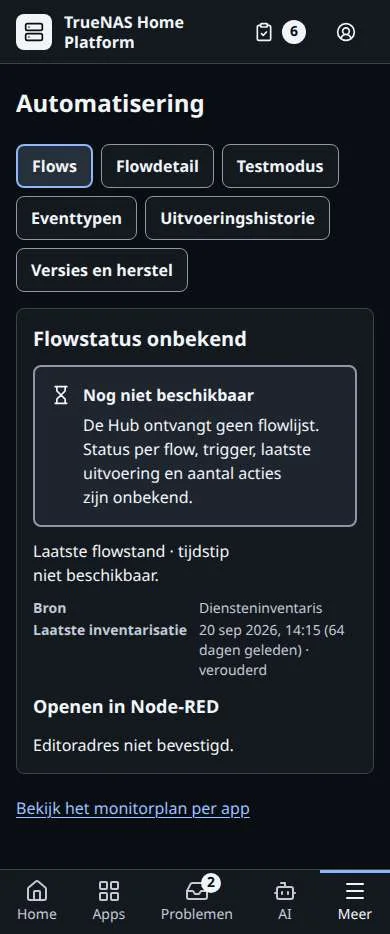 TrueNAS Home
Platform
6
Automatisering
Flows
Flowdetail
Testmodus
Eventtypen
Uitvoeringshistorie
Versies en herstel
Flowstatus onbekend
Nog niet beschikbaar
De Hub ontvangt geen flowlijst.
Status per flow, trigger, laatste
uitvoering en aantal acties
zijn onbekend.
Laatste flowstand · tijdstip
niet beschikbaar.
Bron
Diensteninventaris
Laatste inventarisatie
20 sep 2026, 14:15 (64
dagen geleden) ·
verouderd
Openen in Node-RED
Editoradres niet bevestigd.
Bekijk het monitorplan per app
2
Home
Apps
Problemen
AI
Meer